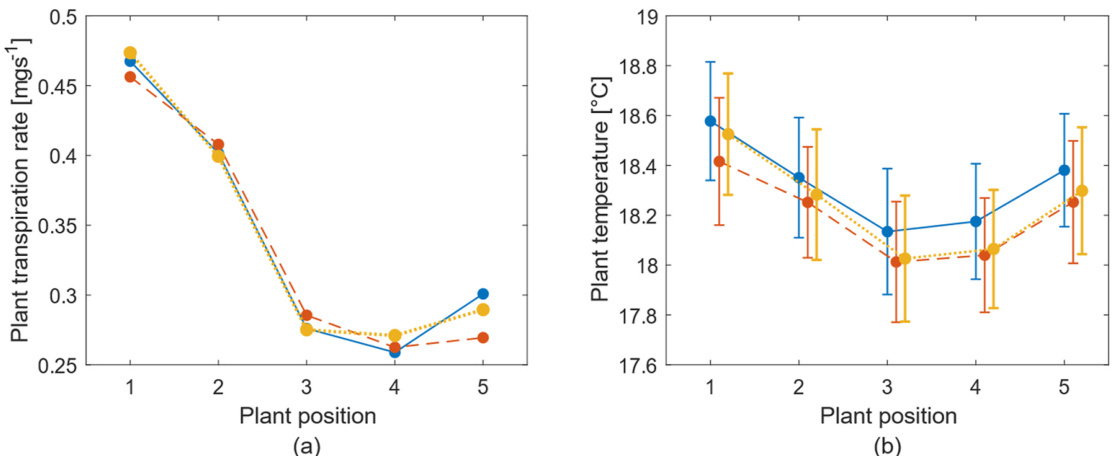 0.5
0.45
0.4
0.35
0.3
0.25
Plant transpiration rate [mgs-1]
1 2 3 4 5
Plant position
(a)
19
18.8
18.6
18.4
18.2
18
17.8
17.6
Plant temperature [°C]
1 2 3 4 5
Plant position
(b)